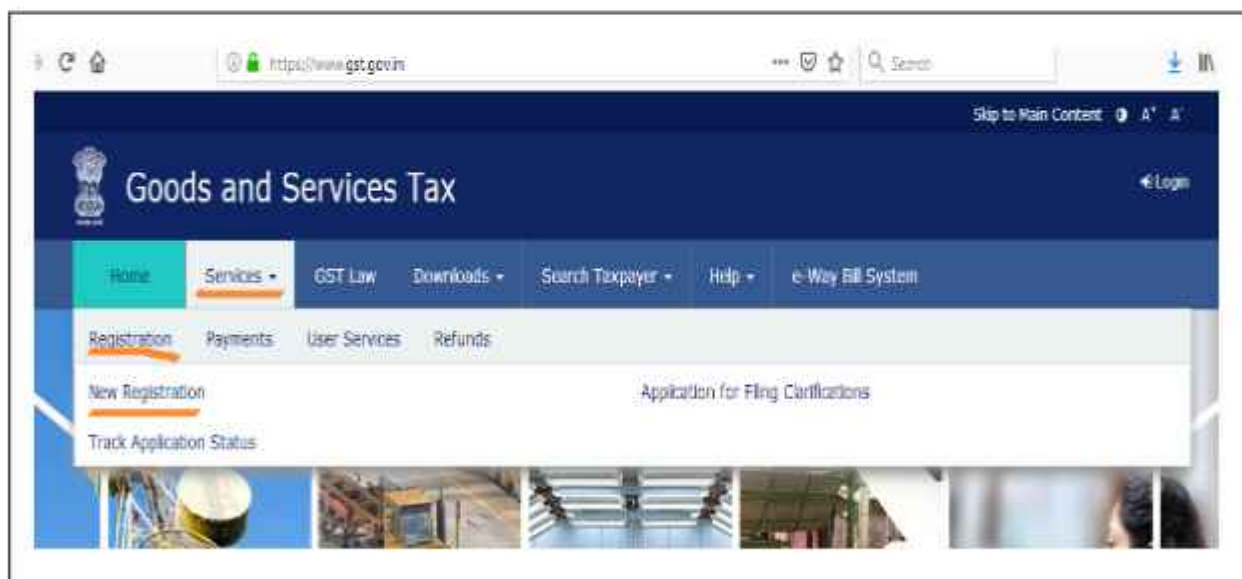 https://www.gst.gov.in
Search
Skip to Main Content A+ A-
Goods and Services Tax
Login
Home Services GST Law Downloads Search Taxpayer Help e-Way Bill System
Registration Payments User Services Refunds
New Registration Application for Filing Clarifications
Track Application Status